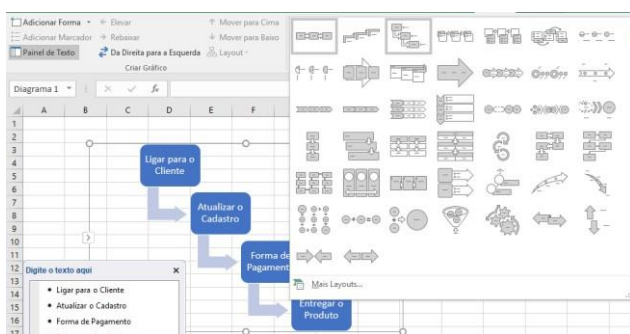 Adicionar Forma
Elevar
Mover para Cima
Adicionar Marcador
Rebaixar
Mover para Baixo
Painel de Texto
Da Direita para a Esquerda
Layout
Criar Gráfico
Diagrama 1
fx
A B C D E F
1
2
3
4
5
6
7
8
9
10
11
12
13
14
15
16
17
Ligar para o
Cliente
Atualizar o
Cadastro
Forma de
Pagament
Entregar o
Produto
Digite o texto aqui
Ligar para o Cliente
Atualizar o Cadastro
Forma de Pagamento
Mais Layouts...